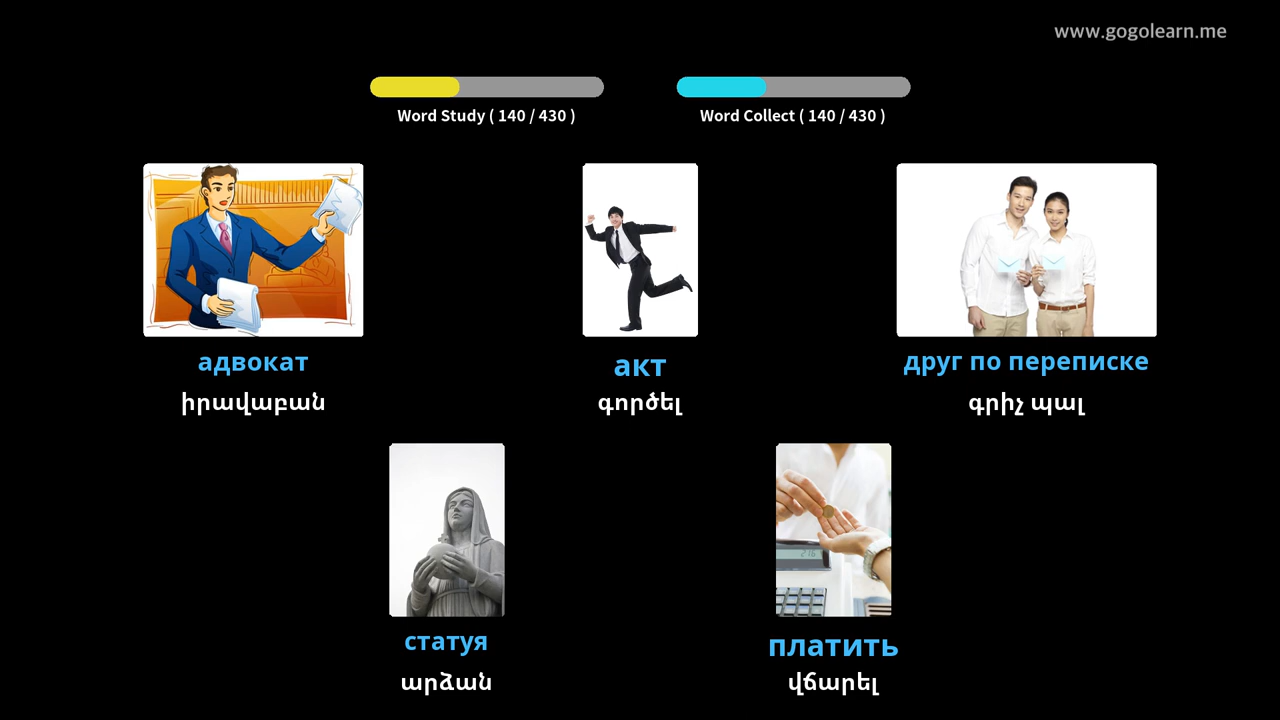 www.gogolearn.me
Word Study ( 140 / 430 )
Word Collect ( 140 / 430 )
адвокат
իրավաբան
акт
գործել
друг по переписке
գրիչ պալ
статуя
արձան
платить
վճարել